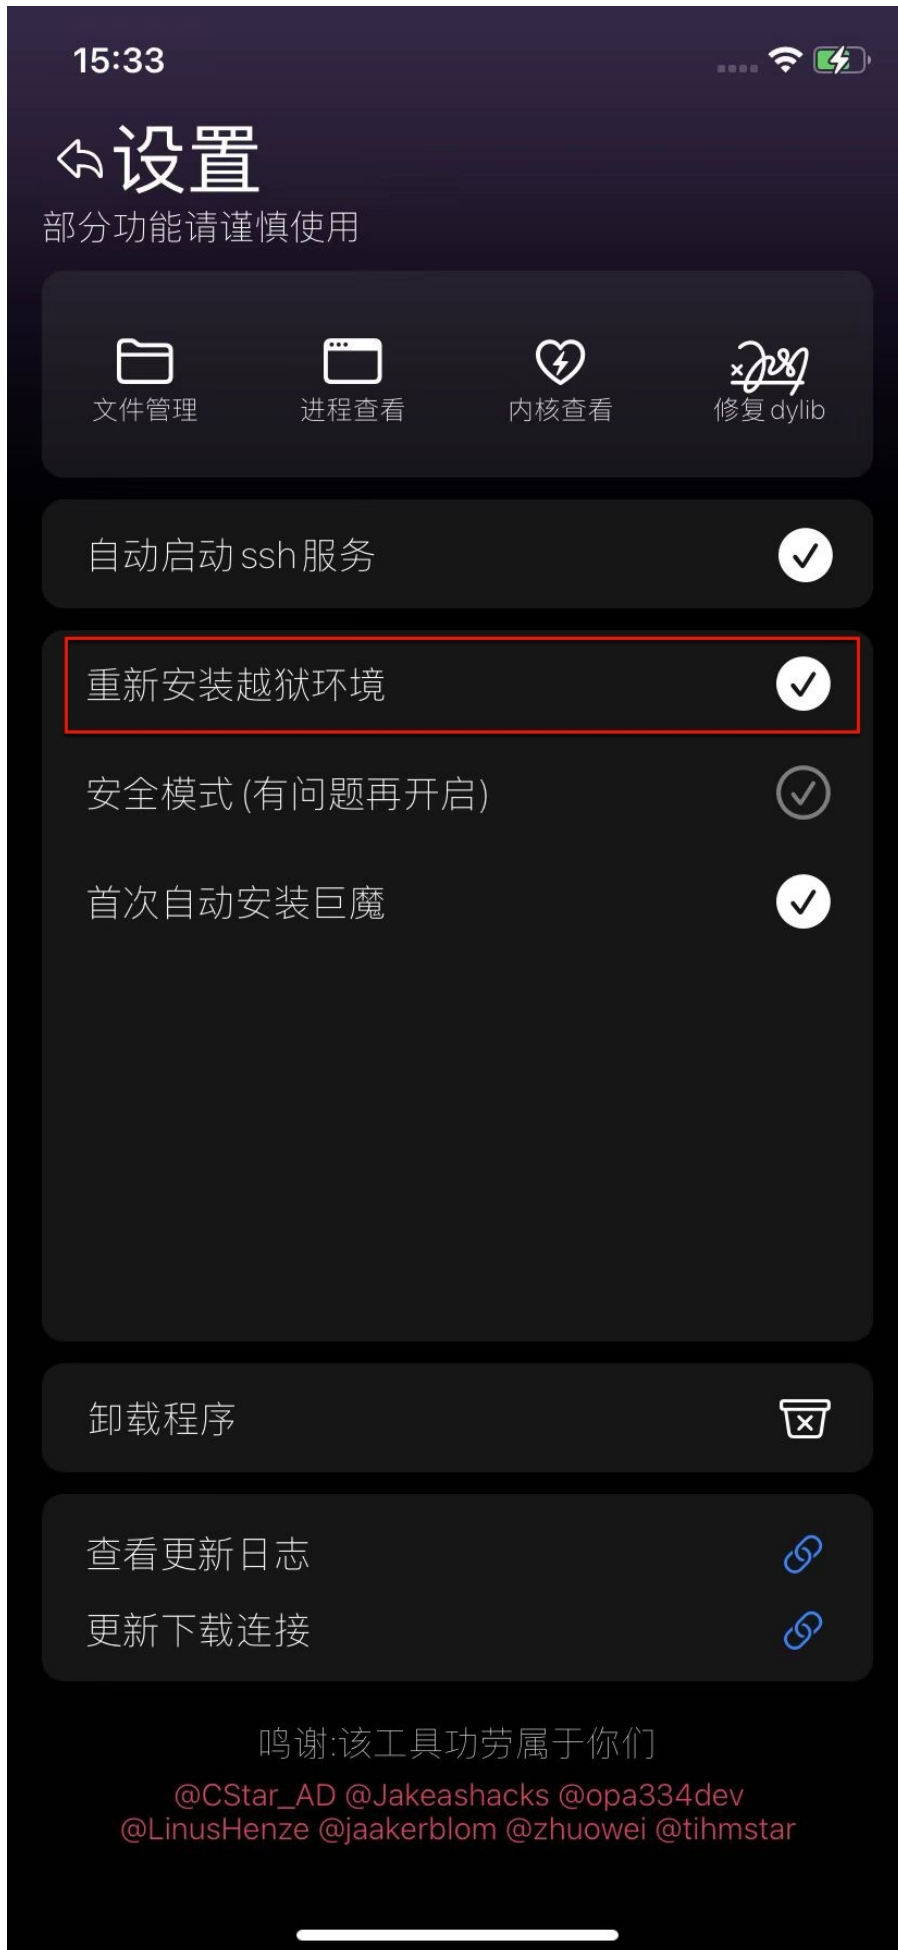 15:33
设置
部分功能请谨慎使用
文件管理 进程查看 内核查看 修复dylib
自动启动ssh服务
重新安装越狱环境
安全模式(有问题再开启)
首次自动安装巨魔
卸载程序
查看更新日志
更新下载连接
鸣谢:该工具功劳属于你们
@CStar_AD @Jakeashacks @opa334dev
@LinusHenze @jaakerblom @zhuowei @tihmstar